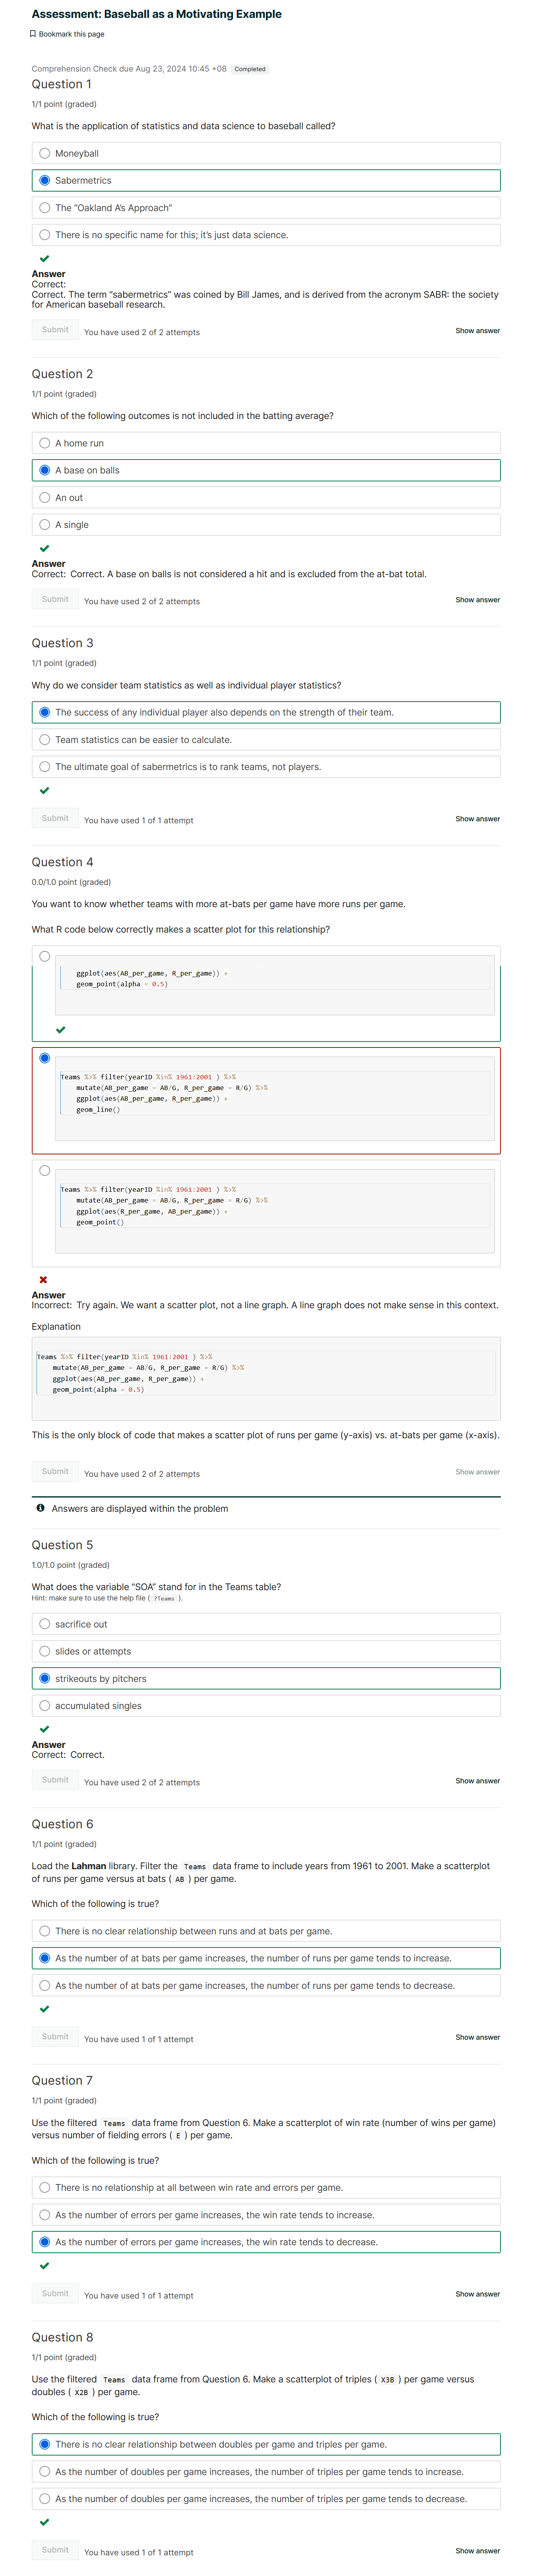 Assessment: Baseball as a Motivating Example
Bookmark this page
Comprehension Check due Aug 23, 2024 10:45 +08 Completed
Question 1
1/1 point (graded)
What is the application of statistics and data science to baseball called?
Moneyball
Sabermetrics
The “Oakland A’s Approach”
There is no specific name for this; it’s just data science.
Answer
Correct:
Correct. The term “sabermetrics” was coined by Bill James, and is derived from the acronym SABR: the society
for American baseball research.
Submit You have used 2 of 2 attempts Show answer
Question 2
1/1 point (graded)
Which of the following outcomes is not included in the batting average?
A home run
A base on balls
An out
A single
Answer
Correct: Correct. A base on balls is not considered a hit and is excluded from the at-bat total.
Submit You have used 2 of 2 attempts Show answer
Question 3
1/1 point (graded)
Why do we consider team statistics as well as individual player statistics?
The success of any individual player also depends on the strength of their team.
Team statistics can be easier to calculate.
The ultimate goal of sabermetrics is to rank teams, not players.
Submit You have used 1 of 1 attempt Show answer
Question 4
0.0/1.0 point (graded)
You want to know whether teams with more at-bats per game have more runs per game.
What R code below correctly makes a scatter plot for this relationship?
ggplot(aes(AB_per_game, R_per_game)) +
geom_point(alpha = 0.5)
Teams %>% filter(yearID %in% 1961:2001 ) %>%
mutate(AB_per_game = AB/G, R_per_game = R/G) %>%
ggplot(aes(AB_per_game, R_per_game)) +
geom_line()
Teams %>% filter(yearID %in% 1961:2001 ) %>%
mutate(AB_per_game = AB/G, R_per_game = R/G) %>%
ggplot(aes(R_per_game, AB_per_game)) +
geom_point()
Answer
Incorrect: Try again. We want a scatter plot, not a line graph. A line graph does not make sense in this context.
Explanation
Teams %>% filter(yearID %in% 1961:2001 ) %>%
mutate(AB_per_game = AB/G, R_per_game = R/G) %>%
ggplot(aes(AB_per_game, R_per_game)) +
geom_point(alpha = 0.5)
This is the only block of code that makes a scatter plot of runs per game (y-axis) vs. at-bats per game (x-axis).
Submit You have used 2 of 2 attempts Show answer
Answers are displayed within the problem
Question 5
1.0/1.0 point (graded)
What does the variable “SOA” stand for in the Teams table?
Hint: make sure to use the help file ( ?Teams ).
sacrifice out
slides or attempts
strikeouts by pitchers
accumulated singles
Answer
Correct: Correct.
Submit You have used 2 of 2 attempts Show answer
Question 6
1/1 point (graded)
Load the Lahman library. Filter the Teams data frame to include years from 1961 to 2001. Make a scatterplot
of runs per game versus at bats ( AB ) per game.
Which of the following is true?
There is no clear relationship between runs and at bats per game.
As the number of at bats per game increases, the number of runs per game tends to increase.
As the number of at bats per game increases, the number of runs per game tends to decrease.
Submit You have used 1 of 1 attempt Show answer
Question 7
1/1 point (graded)
Use the filtered Teams data frame from Question 6. Make a scatterplot of win rate (number of wins per game)
versus number of fielding errors ( E ) per game.
Which of the following is true?
There is no relationship at all between win rate and errors per game.
As the number of errors per game increases, the win rate tends to increase.
As the number of errors per game increases, the win rate tends to decrease.
Submit You have used 1 of 1 attempt Show answer
Question 8
1/1 point (graded)
Use the filtered Teams data frame from Question 6. Make a scatterplot of triples ( X3B ) per game versus
doubles ( X2B ) per game.
Which of the following is true?
There is no clear relationship between doubles per game and triples per game.
As the number of doubles per game increases, the number of triples per game tends to increase.
As the number of doubles per game increases, the number of triples per game tends to decrease.
Submit You have used 1 of 1 attempt Show answer